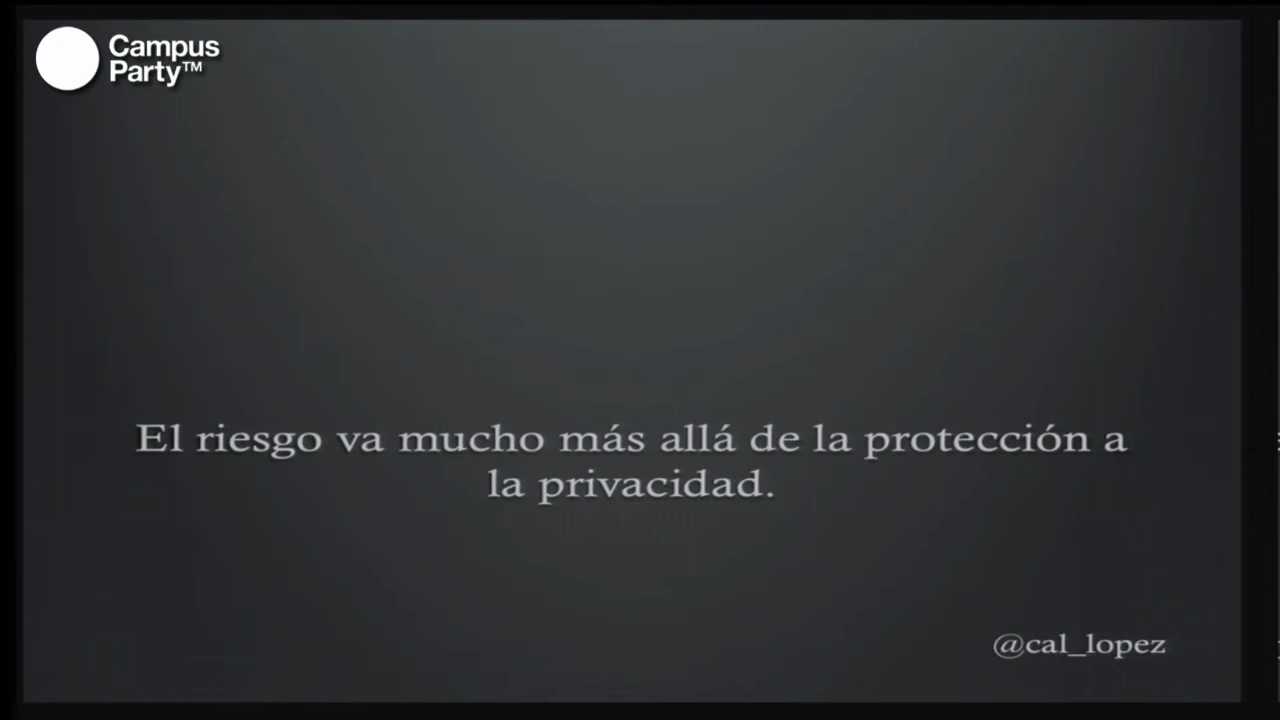 Campus
Party™
El riesgo va mucho más allá de la protección a
la privacidad.
@cal_lopez